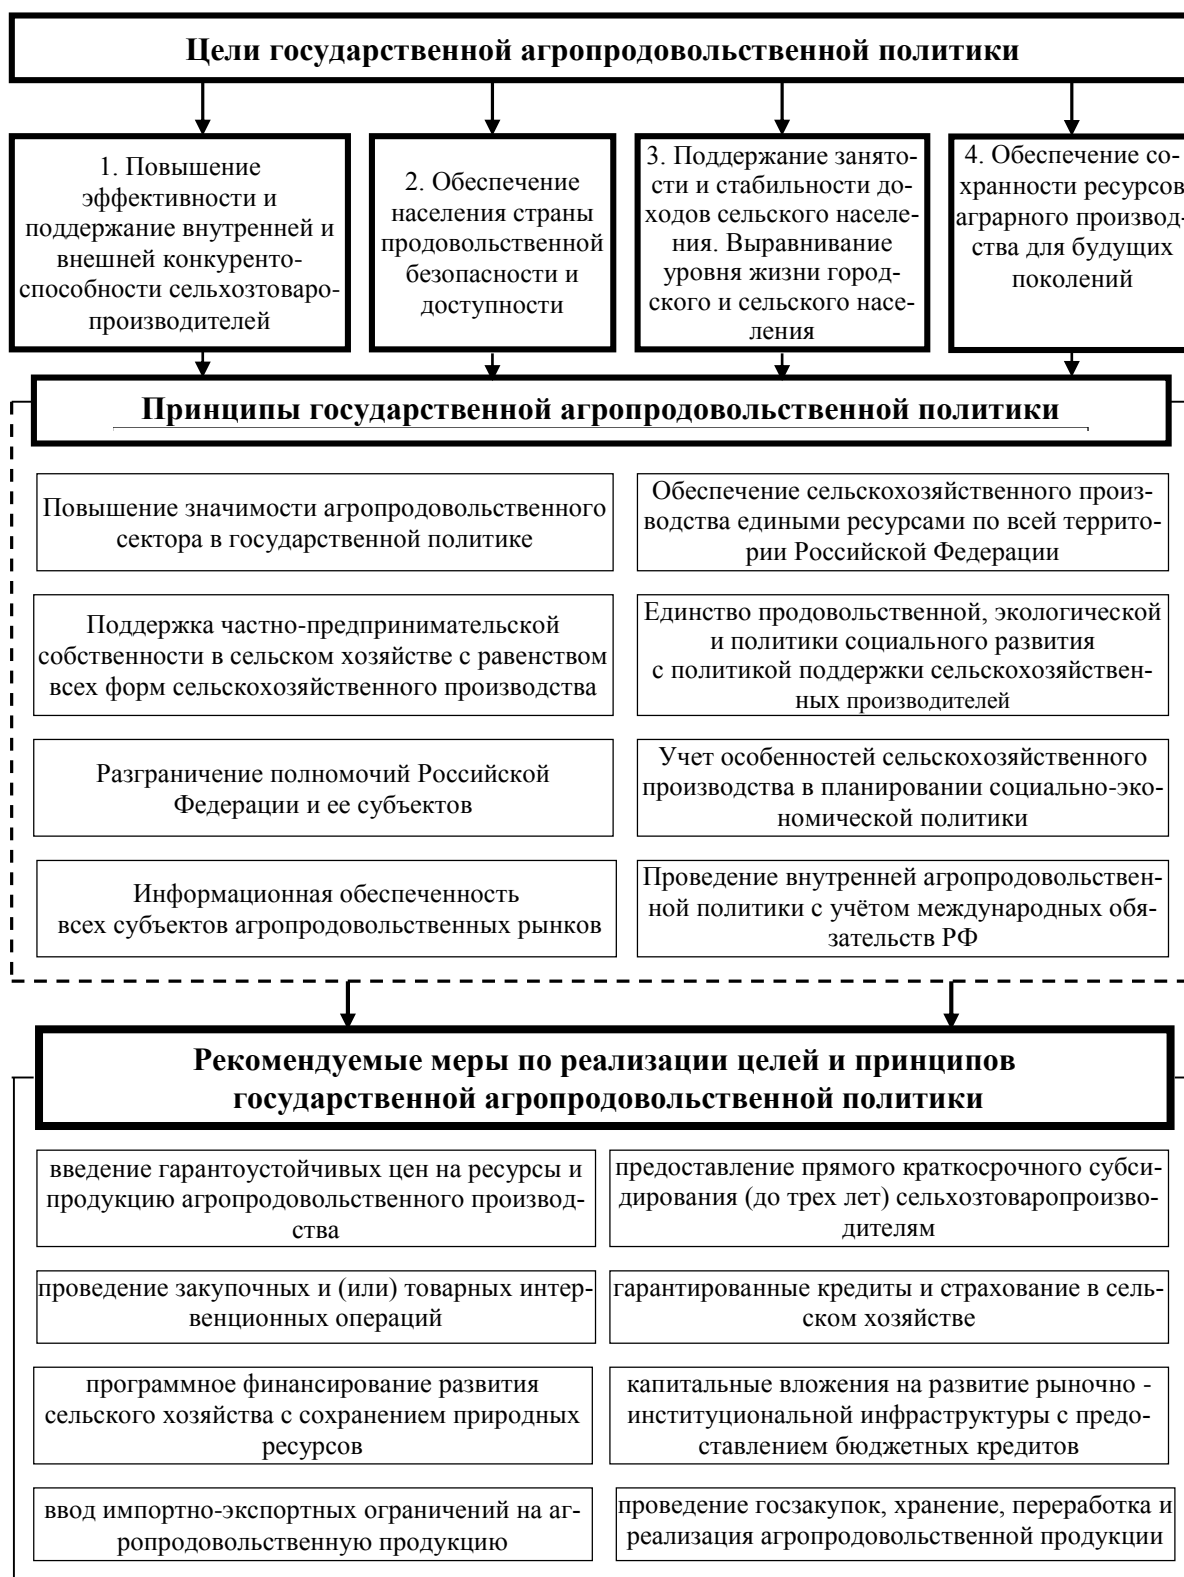 Цели государственной агропродовольственной политики
1. Повышение
эффективности и
поддержание внутренней и
внешней конкуренто-
способности сельхозтоваро-
производителей
2. Обеспечение
населения страны
продовольственной
безопасности и
доступности
3. Поддержание занято-
сти и стабильности до-
ходов сельского населе-
ния. Выравнивание
уровня жизни город-
ского и сельского насе-
ления
4. Обеспечение со-
хранности ресурсов
аграрного производ-
ства для будущих
поколений
Принципы государственной агропродовольственной политики
Повышение значимости агропродовольственного
сектора в государственной политике
Обеспечение сельскохозяйственного произ-
водства едиными ресурсами по всей террито-
рии Российской Федерации
Поддержка частно-предпринимательской
собственности в сельском хозяйстве с равенством
всех форм сельскохозяйственного производства
Единство продовольственной, экологической
и политики социального развития
с политикой поддержки сельскохозяйствен-
ных производителей
Разграничение полномочий Российской
Федерации и ее субъектов
Учет особенностей сельскохозяйственного
производства в планировании социально-эко-
номической политики
Информационная обеспеченность
всех субъектов агропродовольственных рынков
Проведение внутренней агропродовольствен-
ной политики с учётом международных обя-
зательств РФ
Рекомендуемые меры по реализации целей и принципов
государственной агропродовольственной политики
введение гарантоустойчивых цен на ресурсы и
продукцию агропродовольственного производ-
ства
предоставление прямого краткосрочного субси-
дирования (до трех лет) сельхозтоваропроизво-
дителям
проведение закупочных и (или) товарных интер-
венционных операций
гарантированные кредиты и страхование в сель-
ском хозяйстве
программное финансирование развития
сельского хозяйства с сохранением природных
ресурсов
капитальные вложения на развитие рыночно -
институциональной инфраструктуры с предо-
ставлением бюджетных кредитов
ввод импортно-экспортных ограничений на аг-
ропродовольственную продукцию
проведение госзакупок, хранение, переработка и
реализация агропродовольственной продукции